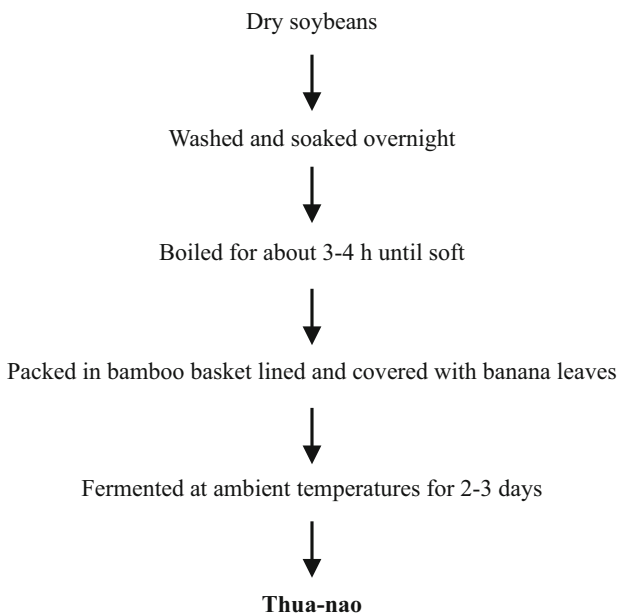 Dry soybeans
Washed and soaked overnight
Boiled for about 3-4 h until soft
Packed in bamboo basket lined and covered with banana leaves
Fermented at ambient temperatures for 2-3 days
Thua-nao